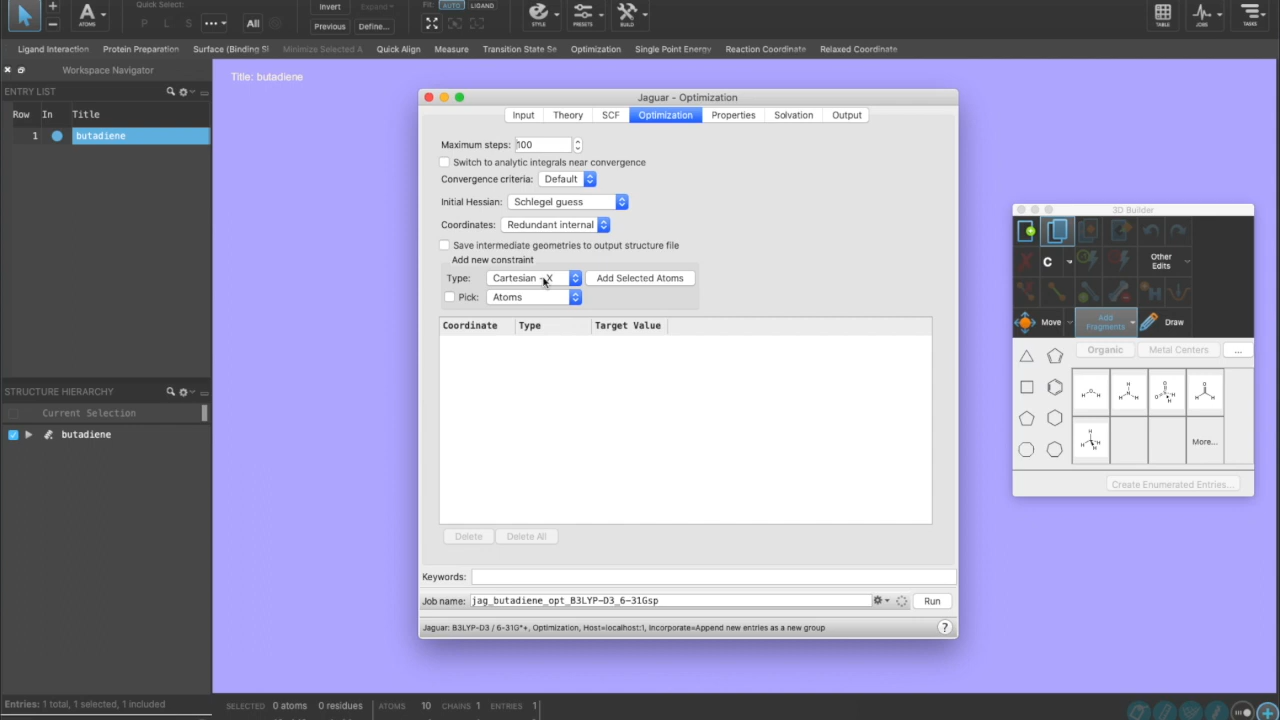 Quick Select:
Fit: AUTO LIGAND
Invert Expand
ATOMS P L S ... All
Previous Define...
STYLE PRESETS BUILD TABLE JOBS TASKS
Ligand Interaction Protein Preparation Surface (Binding Si Minimize Selected A Quick Align Measure Transition State Se Optimization Single Point Energy Reaction Coordinate Relaxed Coordinate
Workspace Navigator
ENTRY LIST
Row In Title
1 butadiene
STRUCTURE HIERARCHY
Current Selection
butadiene
Entries: 1 total, 1 selected, 1 included
Title: butadiene
Jaguar - Optimization
Input Theory SCF Optimization Properties Solvation Output
Maximum steps: 100
Switch to analytic integrals near convergence
Convergence criteria: Default
Initial Hessian: Schlegel guess
Coordinates: Redundant internal
Save intermediate geometries to output structure file
Add new constraint
Type: Cartesian - X Add Selected Atoms
Pick: Atoms
Coordinate Type Target Value
Delete Delete All
Keywords:
Job name: jag_butadiene_opt_B3LYP-D3_6-31Gsp Run
Jaguar: B3LYP-D3 / 6-31G*+, Optimization, Host=localhost:1, Incorporate=Append new entries as a new group ?
3D Builder
C Other
Edits
Move Add
Fragments Draw
Organic Metal Centers ...
More...
Create Enumerated Entries...
SELECTED 0 atoms 0 residues ATOMS 10 CHAINS 1 ENTRIES 1